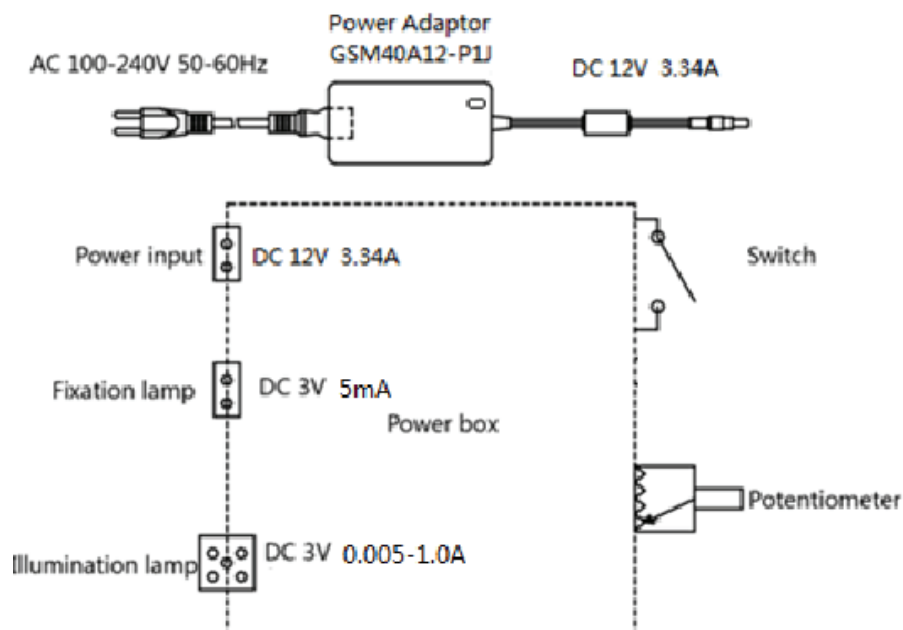 Power Adaptor
GSM40A12-P1J
AC 100-240V 50-60Hz
DC 12V 3.34A
Power input
DC 12V 3.34A
Switch
Fixation lamp
DC 3V 5mA
Power box
Potentiometer
Illumination lamp
DC 3V 0.005-1.0A